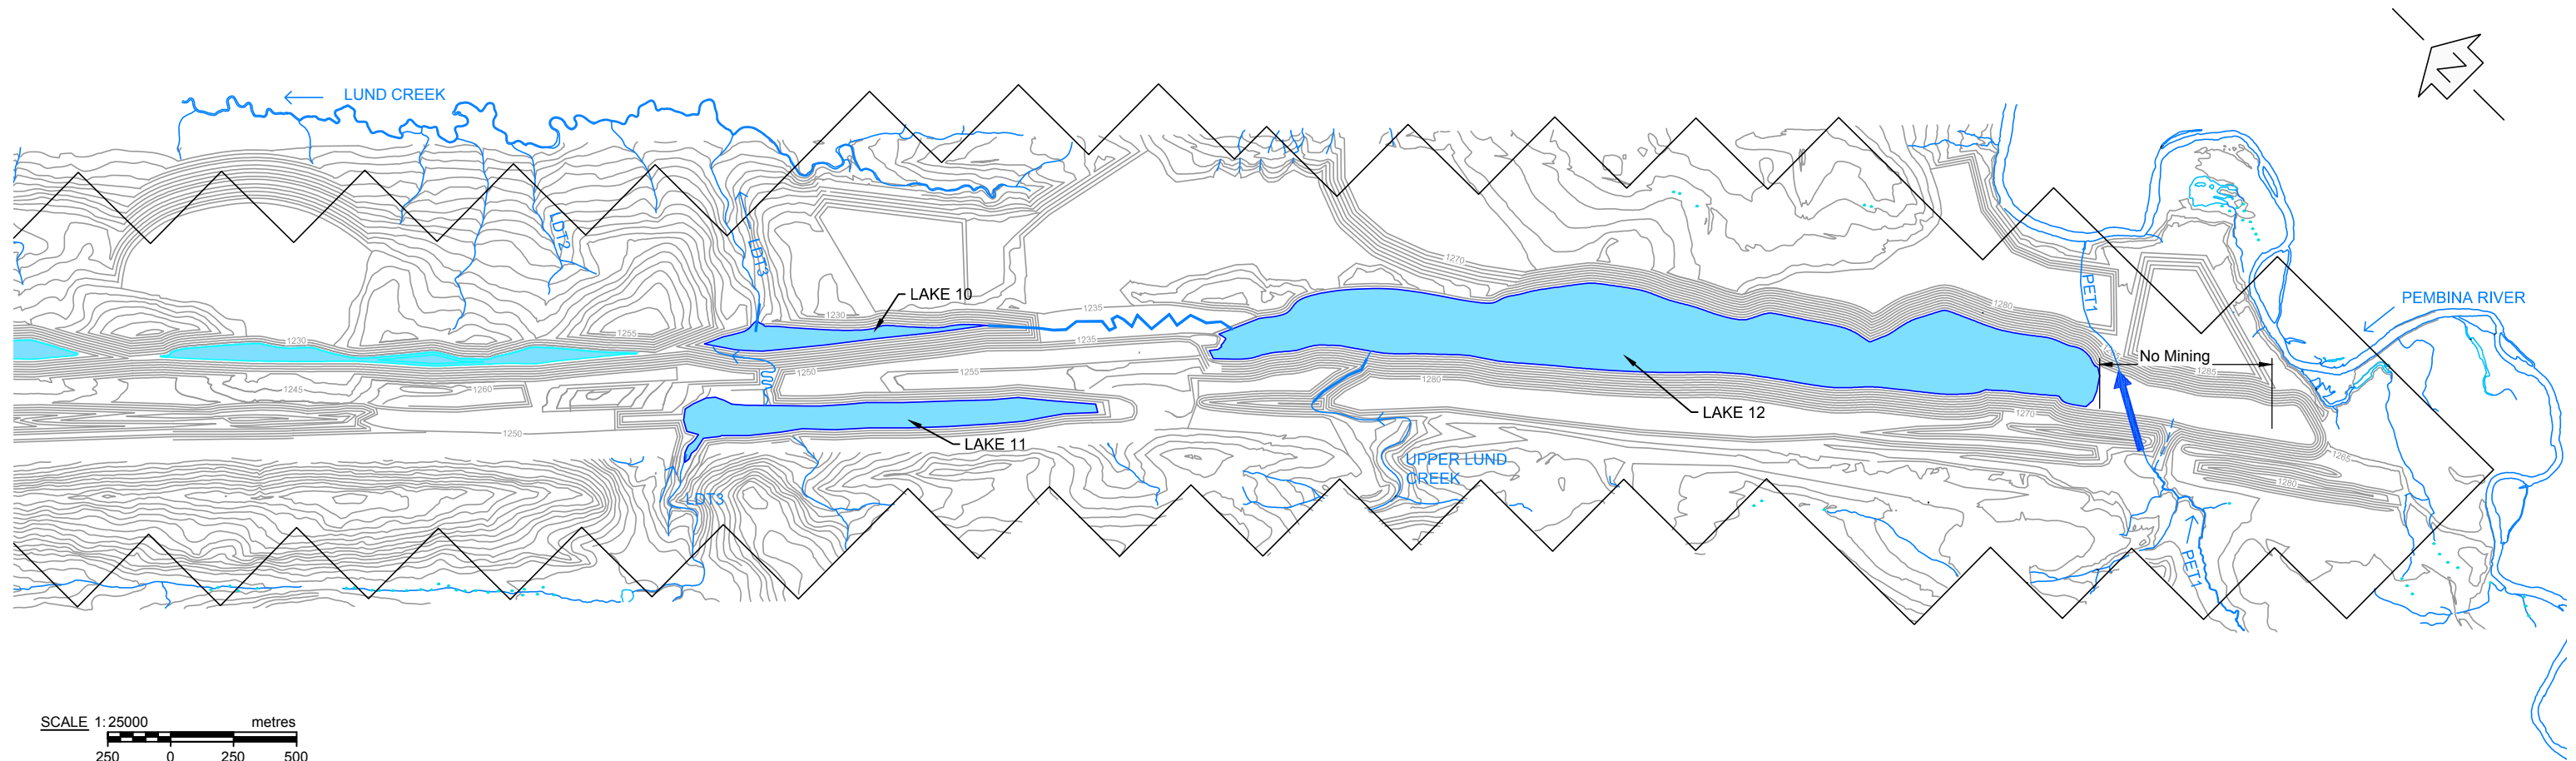 N
LUND CREEK
LDT2
LDT3
1270
PET1
1280
PEMBINA RIVER
LAKE 10
1235
1230
1255
1230
1235
No Mining
1285
1250
1255
1280
1245
1260
LAKE 12
1270
1250
LAKE 11
1265
UPPER LUND
CREEK
1280
LDT3
PET1
SCALE 1:25000 metres
250 0 250 500